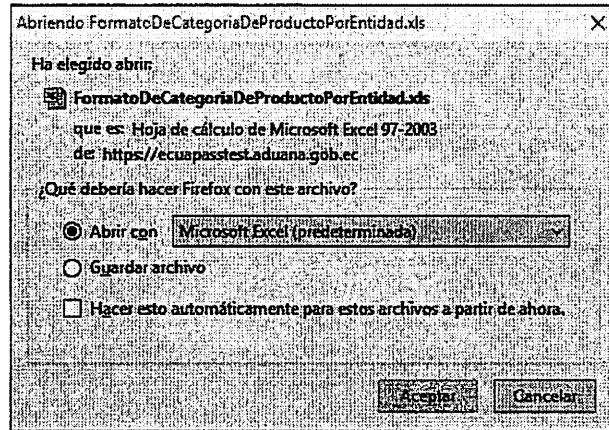 Abriendo FormatoDeCategoriaDeProductoPorEntidad.xls
Ha elegido abrir:
FormatoDeCategoriaDeProductoPorEntidad.xls
que es: Hoja de cálculo de Microsoft Excel 97-2003
de: https://ecuapasstest.aduana.gob.ec
¿Qué debería hacer Firefox con este archivo?
Abrir con Microsoft Excel (predeterminada)
Guardar archivo
Hacer esto automáticamente para estos archivos a partir de ahora.
Aceptar Cancelar